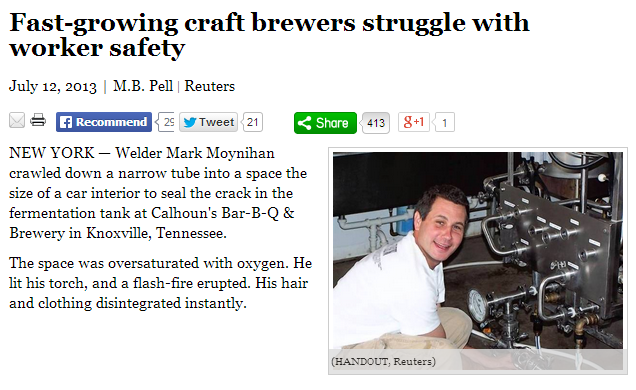 Fast-growing craft brewers struggle with
worker safety
July 12, 2013 | M.B. Pell | Reuters
Recommend 29 Tweet 21 Share 413 g+1 1
NEW YORK — Welder Mark Moynihan
crawled down a narrow tube into a space the
size of a car interior to seal the crack in the
fermentation tank at Calhoun's Bar-B-Q &
Brewery in Knoxville, Tennessee.
The space was oversaturated with oxygen. He
lit his torch, and a flash-fire erupted. His hair
and clothing disintegrated instantly.
(HANDOUT, Reuters)